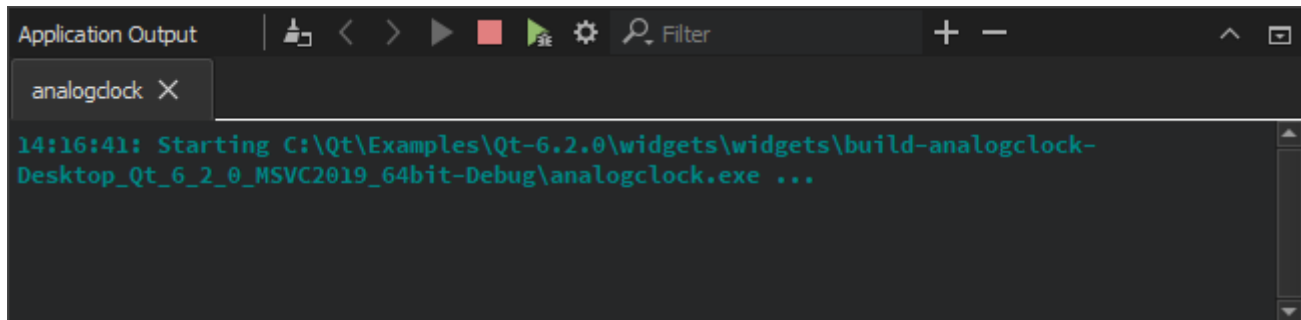 Application Output
Filter
analogclock
14:16:41: Starting C:\Qt\Examples\Qt-6.2.0\widgets\widgets\build-analogclock-
Desktop_Qt_6_2_0_MSVC2019_64bit-Debug\analogclock.exe ...